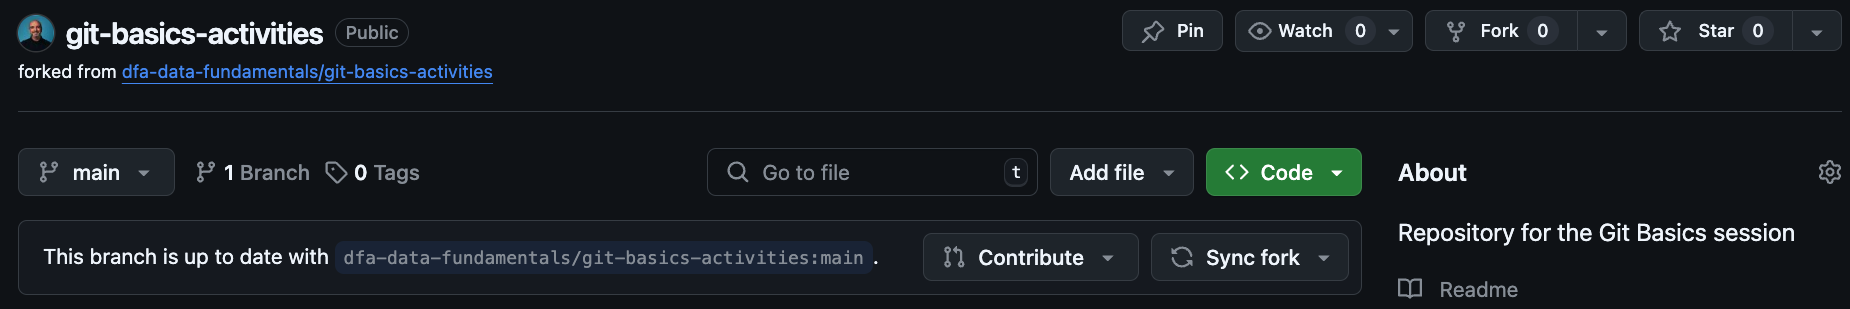 git-basics-activities Public Pin Watch 0 Fork 0 Star 0
forked from dfa-data-fundamentals/git-basics-activities
main 1 Branch 0 Tags Go to file t Add file Code About
This branch is up to date with dfa-data-fundamentals/git-basics-activities:main . Contribute Sync fork
Repository for the Git Basics session
Readme